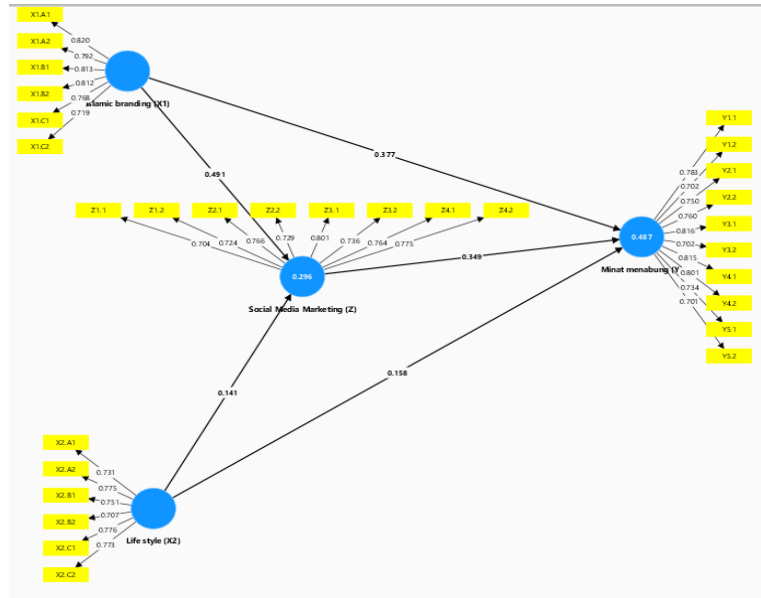 X1.A1
0.820
X1.A2
0.792
X1.B1
0.813
X1.B2
0.812
X1.C1
0.768
X1.C2
0.719
slamic branding (X1)
0.377
0.491
Z1.1
Z1.2
Z2.1
Z2.2
Z3.1
Z3.2
Z4.1
Z4.2
0.704
0.724
0.766
0.729
0.801
0.736
0.764
0.775
0.296
Social Media Marketing (Z)
0.349
Y1.1
Y1.2
Y2.1
Y2.2
Y3.1
Y3.2
Y4.1
Y4.2
Y5.1
Y5.2
0.783
0.702
0.750
0.760
0.816
0.702
0.815
0.801
0.734
0.701
0.487
Minat menabung (Y
0.158
0.141
X2.A1
0.731
X2.A2
0.775
X2.B1
0.751
X2.B2
0.707
X2.C1
0.776
X2.C2
0.773
Life style (X2)